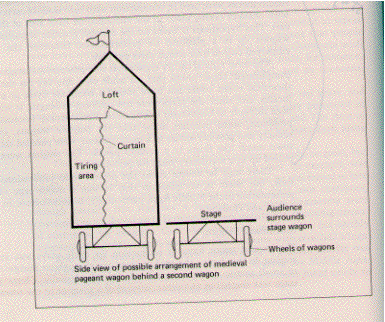 Loft
Curtain
Tiring
area
Stage
Audience
surrounds
stage wagon
Wheels of wagons
Side view of possible arrangement of medieval
pageant wagon behind a second wagon